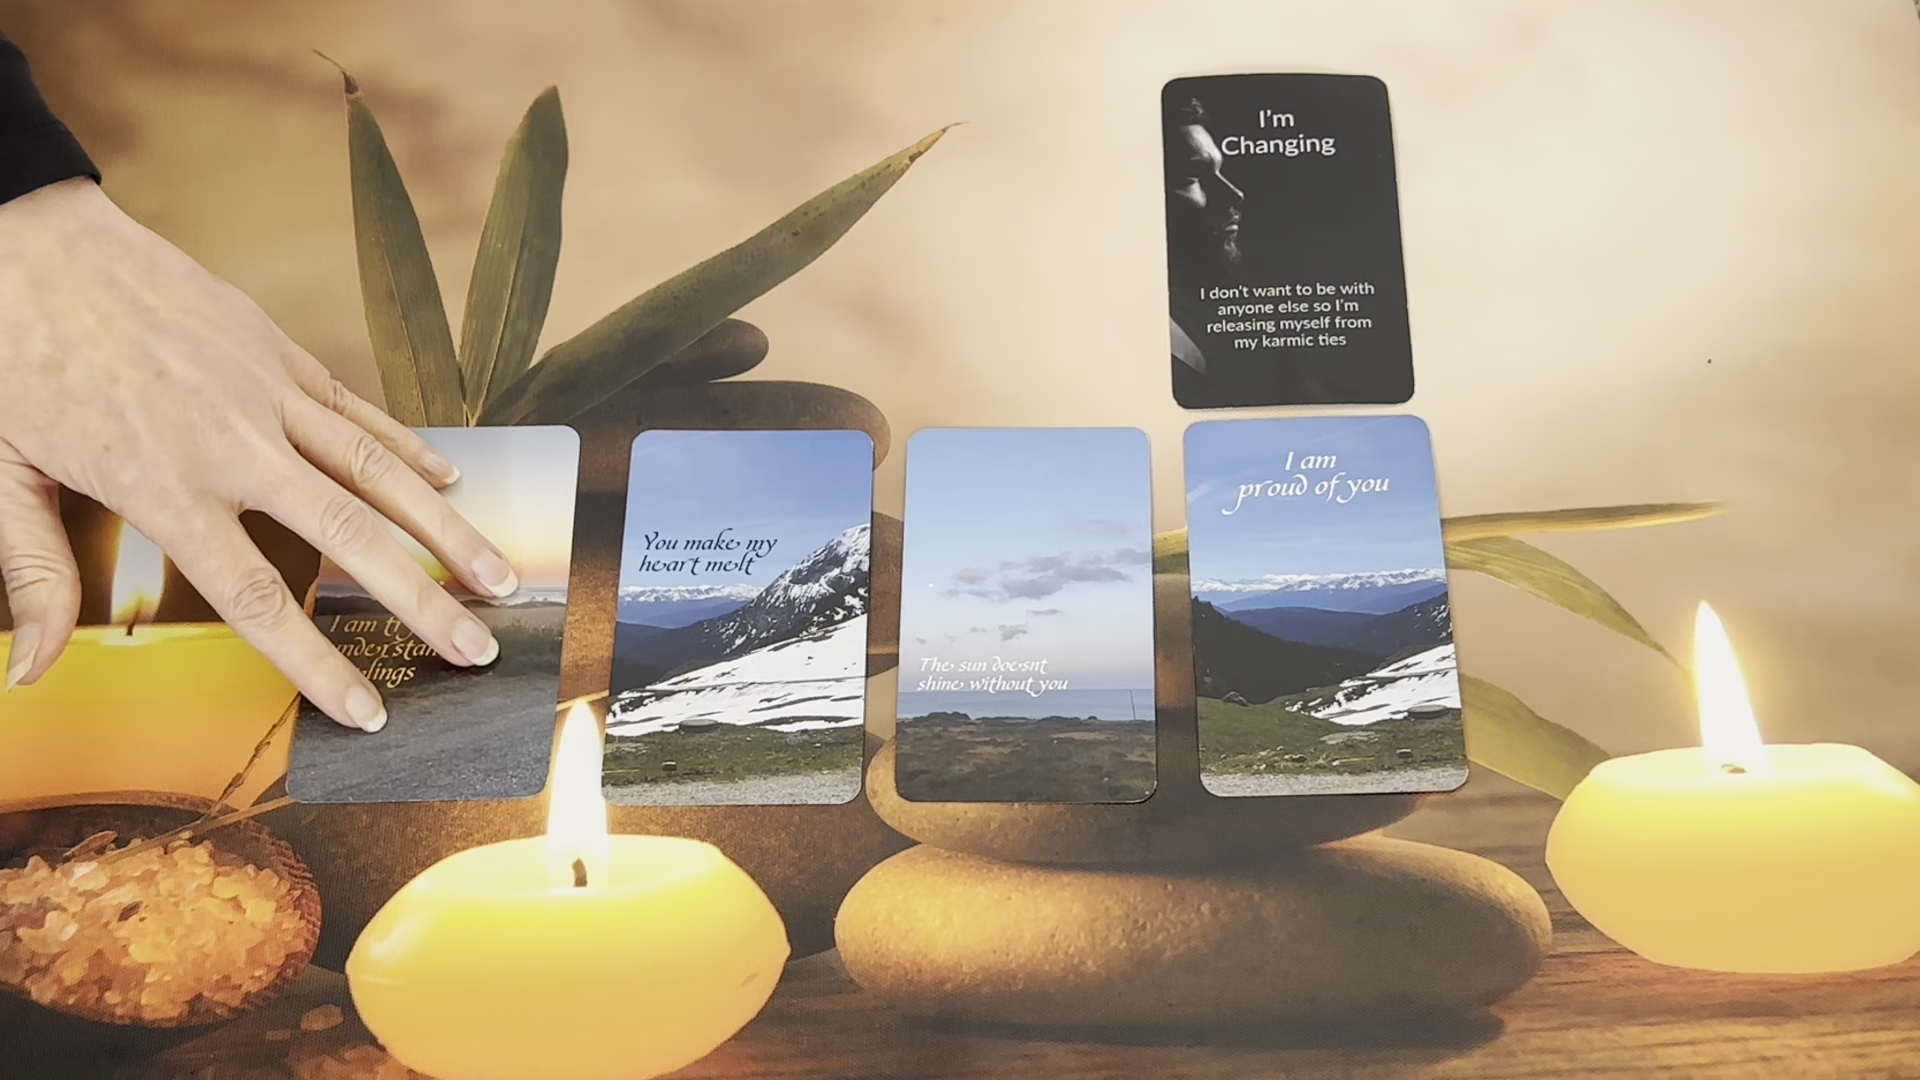 I'm
Changing
I don't want to be with
anyone else so I'm
releasing myself from
my karmic ties
I am
You make my
heart melt
The sun doesnt
shine without you
I am
proud of you